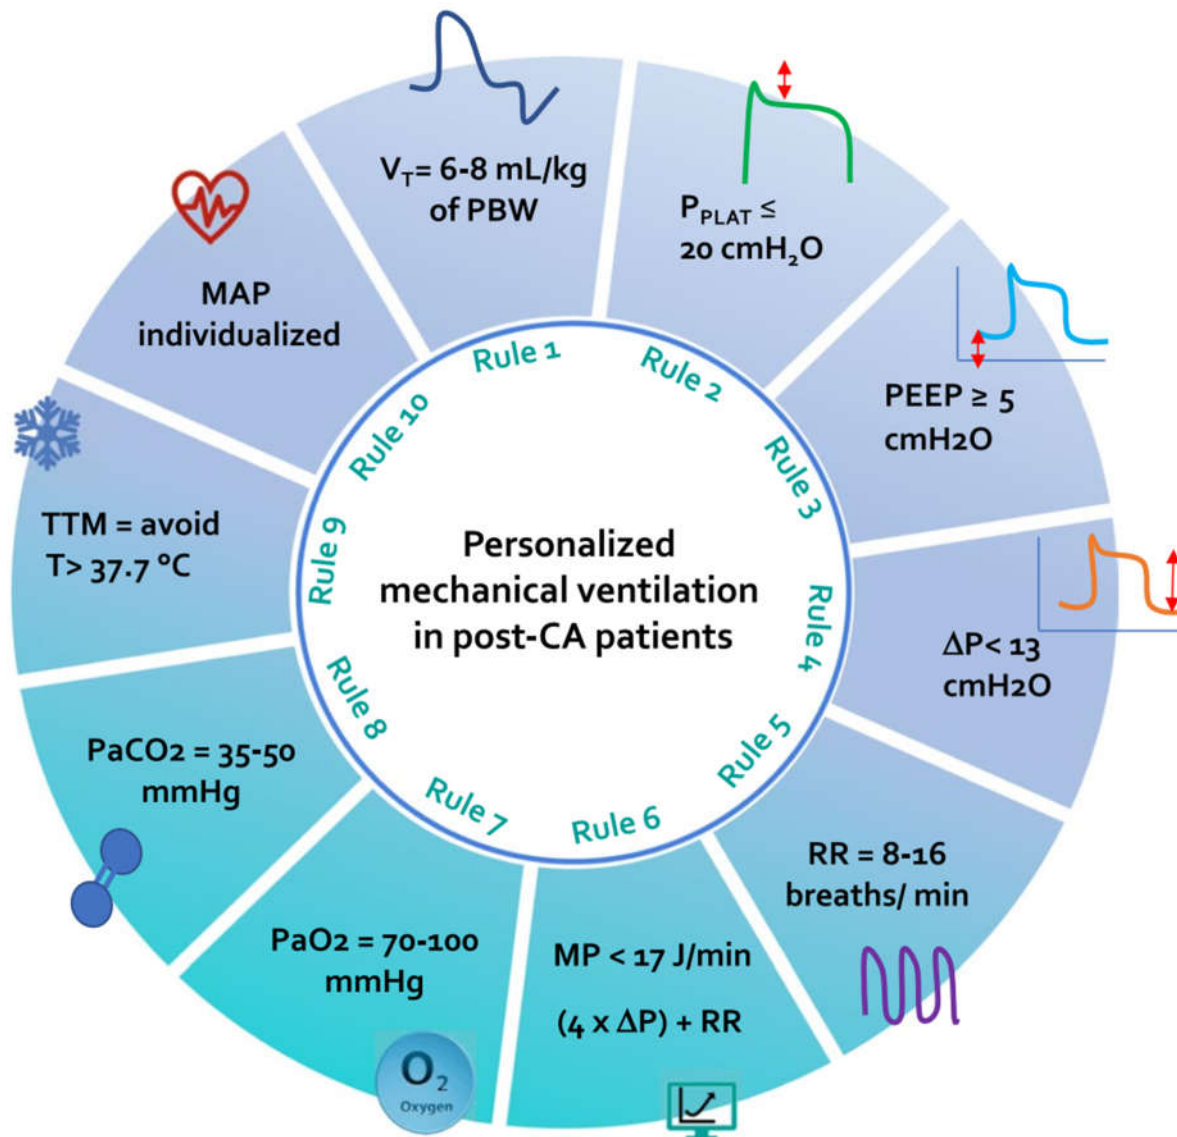 Personalized
mechanical ventilation
in post-CA patients
Rule 1
V_T= 6-8 mL/kg
of PBW
Rule 2
P_PLAT ≤
20 cmH₂O
Rule 3
PEEP ≥ 5
cmH2O
Rule 4
ΔP< 13
cmH2O
Rule 5
RR = 8-16
breaths/ min
Rule 6
MP < 17 J/min
(4 x ΔP) + RR
Rule 7
PaO2 = 70-100
mmHg
O₂
Oxygen
Rule 8
PaCO2 = 35-50
mmHg
Rule 9
TTM = avoid
T> 37.7 °C
Rule 10
MAP
individualized